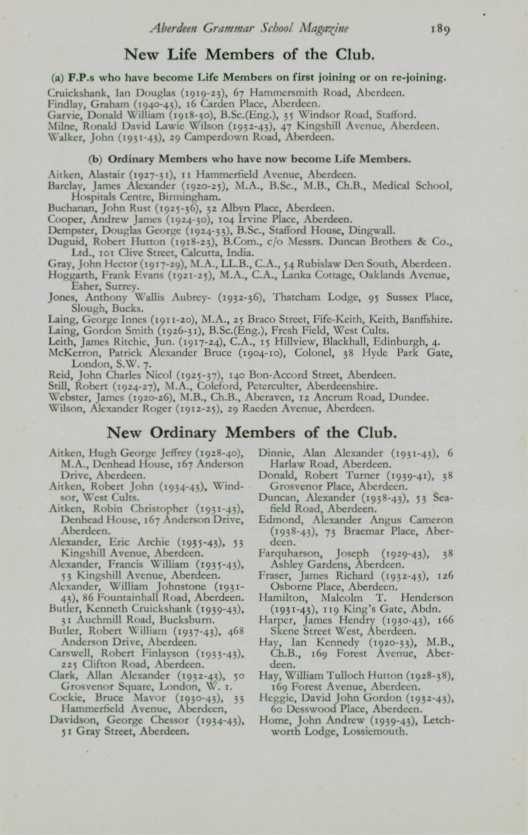 Aberdeen Grammar School Magazine 189
New Life Members of the Club.
(a) F.P.s who have become Life Members on first joining or on re-joining.
Cruickshank, Ian Douglas (1919-23), 67 Hammersmith Road, Aberdeen.
Findlay, Graham (1940-43), 16 Carden Place, Aberdeen.
Garvie, Donald William (1918-30), B.Sc.(Eng.), 35 Windsor Road, Stafford.
Milne, Ronald David Lawie Wilson (1932-43), 47 Kingshill Avenue, Aberdeen.
Walker, John (1931-43), 29 Camperdown Road, Aberdeen.
(b) Ordinary Members who have now become Life Members.
Aitken, Alastair (1927-31), 11 Hammerfield Avenue, Aberdeen.
Barclay, James Alexander (1920-25), M.A., B.Sc., M.B., Ch.B., Medical School,
Hospitals Centre, Birmingham.
Buchanan, John Rust (1925-36), 32 Albyn Place, Aberdeen.
Cooper, Andrew James (1924-30), 104 Irvine Place, Aberdeen.
Dempster, Douglas George (1924-33), B.Sc., Stafford House, Dingwall.
Duguid, Robert Hutton (1918-23), B.Com., c/o Messrs. Duncan Brothers & Co.,
Ltd., 101 Clive Street, Calcutta, India.
Gray, John Hector (1917-29), M.A., LL.B., C.A., 54 Rubislaw Den South, Aberdeen.
Hoggarth, Frank Evans (1921-25), M.A., C.A., Lanka Cottage, Oaklands Avenue,
Esher, Surrey.
Jones, Anthony Wallis Aubrey- (1932-36), Thatcham Lodge, 95 Sussex Place,
Slough, Bucks.
Laing, George Innes (1911-20), M.A., 25 Braco Street, Fife-Keith, Keith, Banffshire.
Laing, Gordon Smith (1926-31), B.Sc.(Eng.), Fresh Field, West Cults.
Leith, James Ritchie, Jun. (1917-24), C.A., 15 Hillview, Blackhall, Edinburgh, 4.
McKerron, Patrick Alexander Bruce (1904-10), Colonel, 38 Hyde Park Gate,
London, S.W. 7.
Reid, John Charles Nicol (1925-37), 140 Bon-Accord Street, Aberdeen.
Still, Robert (1924-27), M.A., Coleford, Peterculter, Aberdeenshire.
Webster, James (1920-26), M.B., Ch.B., Aberaven, 12 Ancrum Road, Dundee.
Wilson, Alexander Roger (1912-25), 29 Raeden Avenue, Aberdeen.
New Ordinary Members of the Club.
Aitken, Hugh George Jeffrey (1928-40),
M.A., Denhead House, 167 Anderson
Drive, Aberdeen.
Aitken, Robert John (1934-43), Wind-
sor, West Cults.
Aitken, Robin Christopher (1931-43),
Denhead House, 167 Anderson Drive,
Aberdeen.
Alexander, Eric Archie (1935-43), 53
Kingshill Avenue, Aberdeen.
Alexander, Francis William (1935-43),
53 Kingshill Avenue, Aberdeen.
Alexander, William Johnstone (1931-
43), 86 Fountainhall Road, Aberdeen.
Butler, Kenneth Cruickshank (1939-43),
31 Auchmill Road, Bucksburn.
Butler, Robert William (1937-43), 468
Anderson Drive, Aberdeen.
Carswell, Robert Finlayson (1933-43),
225 Clifton Road, Aberdeen.
Clark, Allan Alexander (1932-43), 50
Grosvenor Square, London, W. 1.
Cockie, Bruce Mavor (1930-43), 33
Hammerfield Avenue, Aberdeen,
Davidson, George Chessor (1934-43),
51 Gray Street, Aberdeen.
Dinnie, Alan Alexander (1931-43), 6
Harlaw Road, Aberdeen.
Donald, Robert Turner (1939-41), 38
Grosvenor Place, Aberdeen.
Duncan, Alexander (1938-43), 53 Sea-
field Road, Aberdeen.
Edmond, Alexander Angus Cameron
(1938-43), 75 Braemar Place, Aber-
deen.
Farquharson, Joseph (1929-43), 38
Ashley Gardens, Aberdeen.
Fraser, James Richard (1932-43), 126
Osborne Place, Aberdeen.
Hamilton, Malcolm T. Henderson
(1931-43), 119 King's Gate, Abdn.
Harper, James Hendry (1930-43), 166
Skene Street West, Aberdeen.
Hay, Ian Kennedy (1920-33), M.B.,
Ch.B., 169 Forest Avenue, Aber-
deen.
Hay, William Tulloch Hutton (1928-38),
169 Forest Avenue, Aberdeen.
Heggie, David John Gordon (1932-43),
60 Desswood Place, Aberdeen.
Home, John Andrew (1939-43), Letch-
worth Lodge, Lossiemouth.